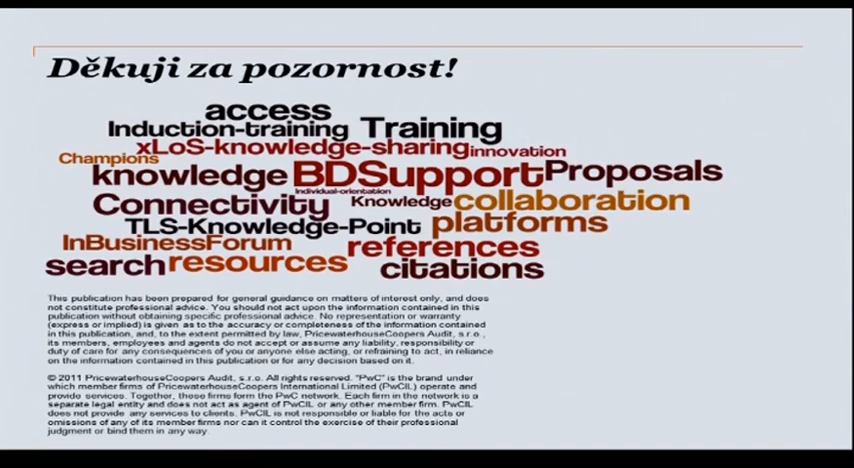 Děkuji za pozornost!
access
Induction-training Training
xLoS-knowledge-sharing innovation
Champions
knowledge BDSupport Proposals
Individual-orientation
Connectivity Knowledge collaboration
TLS-Knowledge-Point platforms
InBusinessForum references
search resources citations
This publication has been prepared for general guidance on matters of interest only, and does
not constitute professional advice. You should not act upon the information contained in this
publication without obtaining specific professional advice. No representation or warranty
(express or implied) is given as to the accuracy or completeness of the information contained
in this publication, and, to the extent permitted by law, PricewaterhouseCoopers Audit, s.r.o.,
its members, employees and agents do not accept or assume any liability, responsibility or
duty of care for any consequences of you or anyone else acting, or refraining to act, in reliance
on the information contained in this publication or for any decision based on it.
© 2011 PricewaterhouseCoopers Audit, s.r.o. All rights reserved. "PwC" is the brand under
which member firms of PricewaterhouseCoopers International Limited (PwCIL) operate and
provide services. Together, these firms form the PwC network. Each firm in the network is a
separate legal entity and does not act as agent of PwCIL or any other member firm. PwCIL
does not provide any services to clients. PwCIL is not responsible or liable for the acts or
omissions of any of its member firms nor can it control the exercise of their professional
judgment or bind them in any way.